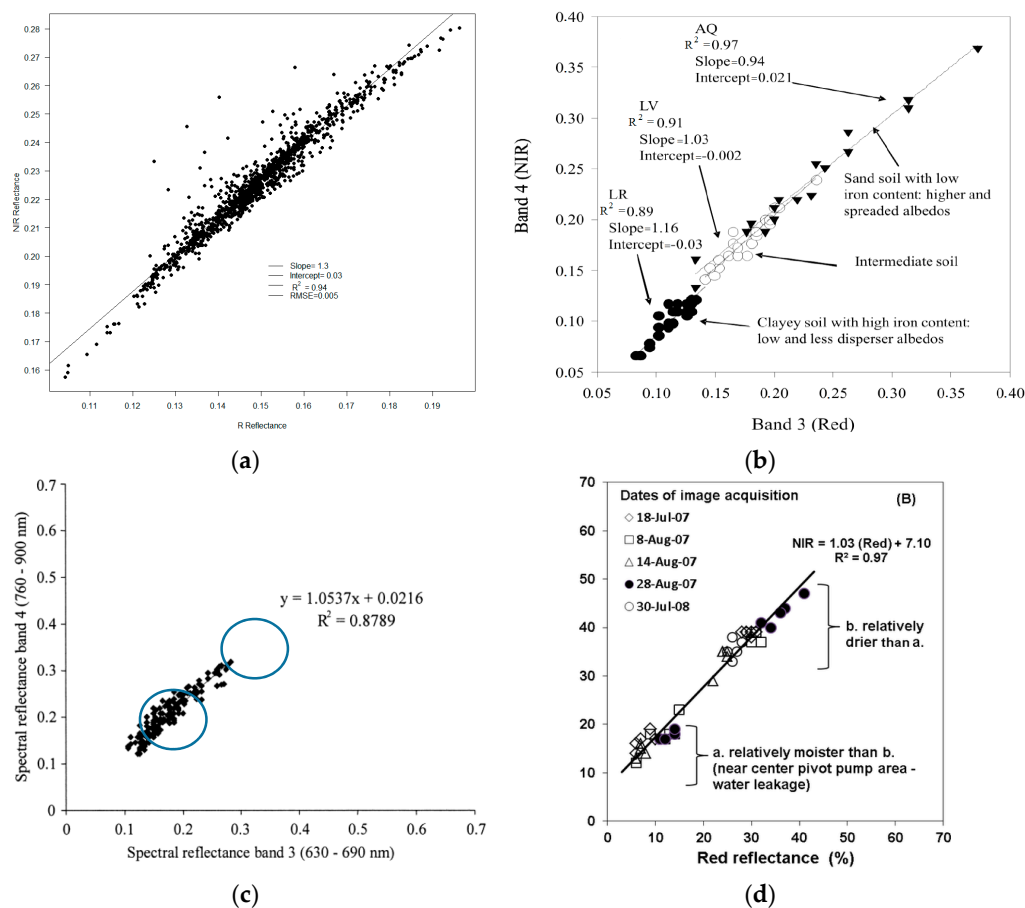 NIR Reflectance
0.28
0.27
0.26
0.25
0.24
0.23
0.22
0.21
0.20
0.19
0.18
0.17
0.16
Slope= 1.3
Intercept= 0.03
R² = 0.94
RMSE=0.005
0.11 0.12 0.13 0.14 0.15 0.16 0.17 0.18 0.19
R Reflectance
(a)
Band 4 (NIR)
0.40
0.35
0.30
0.25
0.20
0.15
0.10
0.05
AQ
R² =0.97
Slope=0.94
Intercept=0.021
LV
R² =0.91
Slope=1.03
Intercept=-0.002
LR
R² =0.89
Slope=1.16
Intercept=-0.03
Sand soil with low
iron content: higher and
spreaded albedos
Intermediate soil
Clayey soil with high iron content:
low and less disperser albedos
0.05 0.10 0.15 0.20 0.25 0.30 0.35 0.40
Band 3 (Red)
(b)
Spectral reflectance band 4 (760 - 900 nm)
0.7
0.6
0.5
0.4
0.3
0.2
0.1
0
y = 1.0537x + 0.0216
R² = 0.8789
0 0.1 0.2 0.3 0.4 0.5 0.6 0.7
Spectral reflectance band 3 (630 - 690 nm)
(c)
NIR reflectance (%)
70
60
50
40
30
20
10
Dates of image acquisition
(B)
18-Jul-07
8-Aug-07
14-Aug-07
28-Aug-07
30-Jul-08
NIR = 1.03 (Red) + 7.10
R² = 0.97
b. relatively
drier than a.
a. relatively moister than b.
(near center pivot pump area -
water leakage)
0 10 20 30 40 50 60 70
Red reflectance (%)
(d)